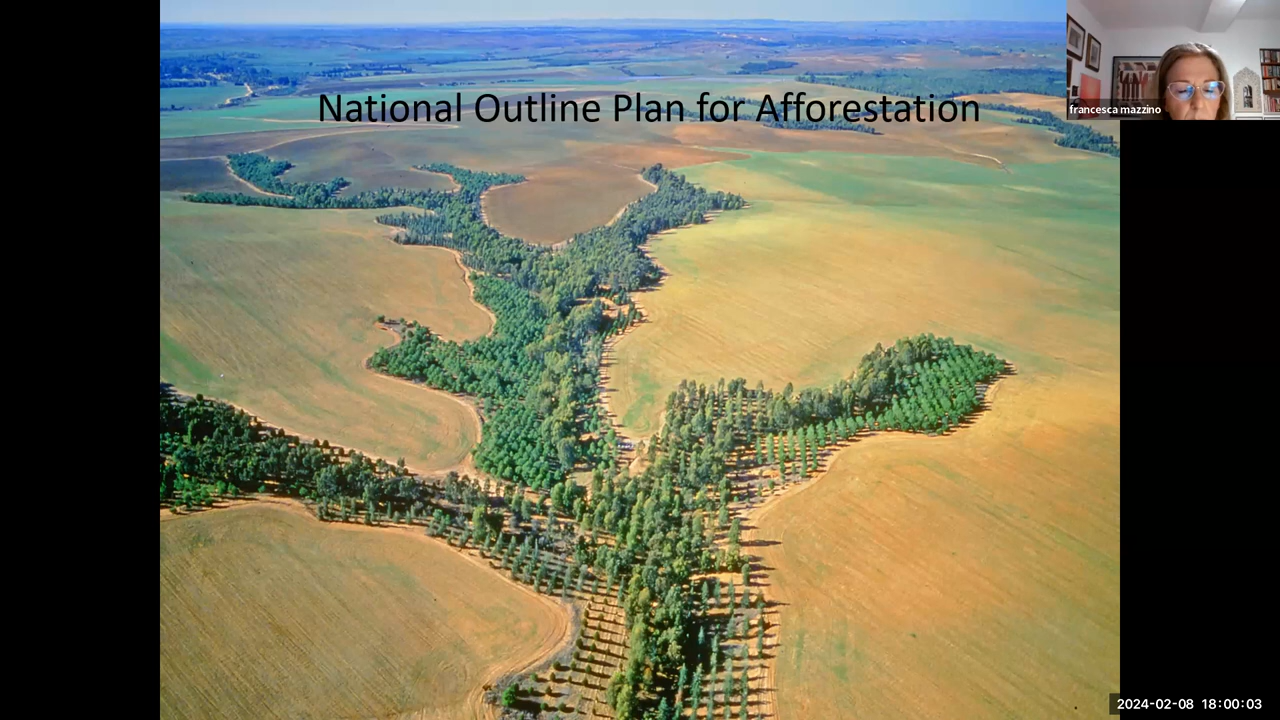 National Outline Plan for Afforestation
francesca mazzino
2024-02-08 18:00:03